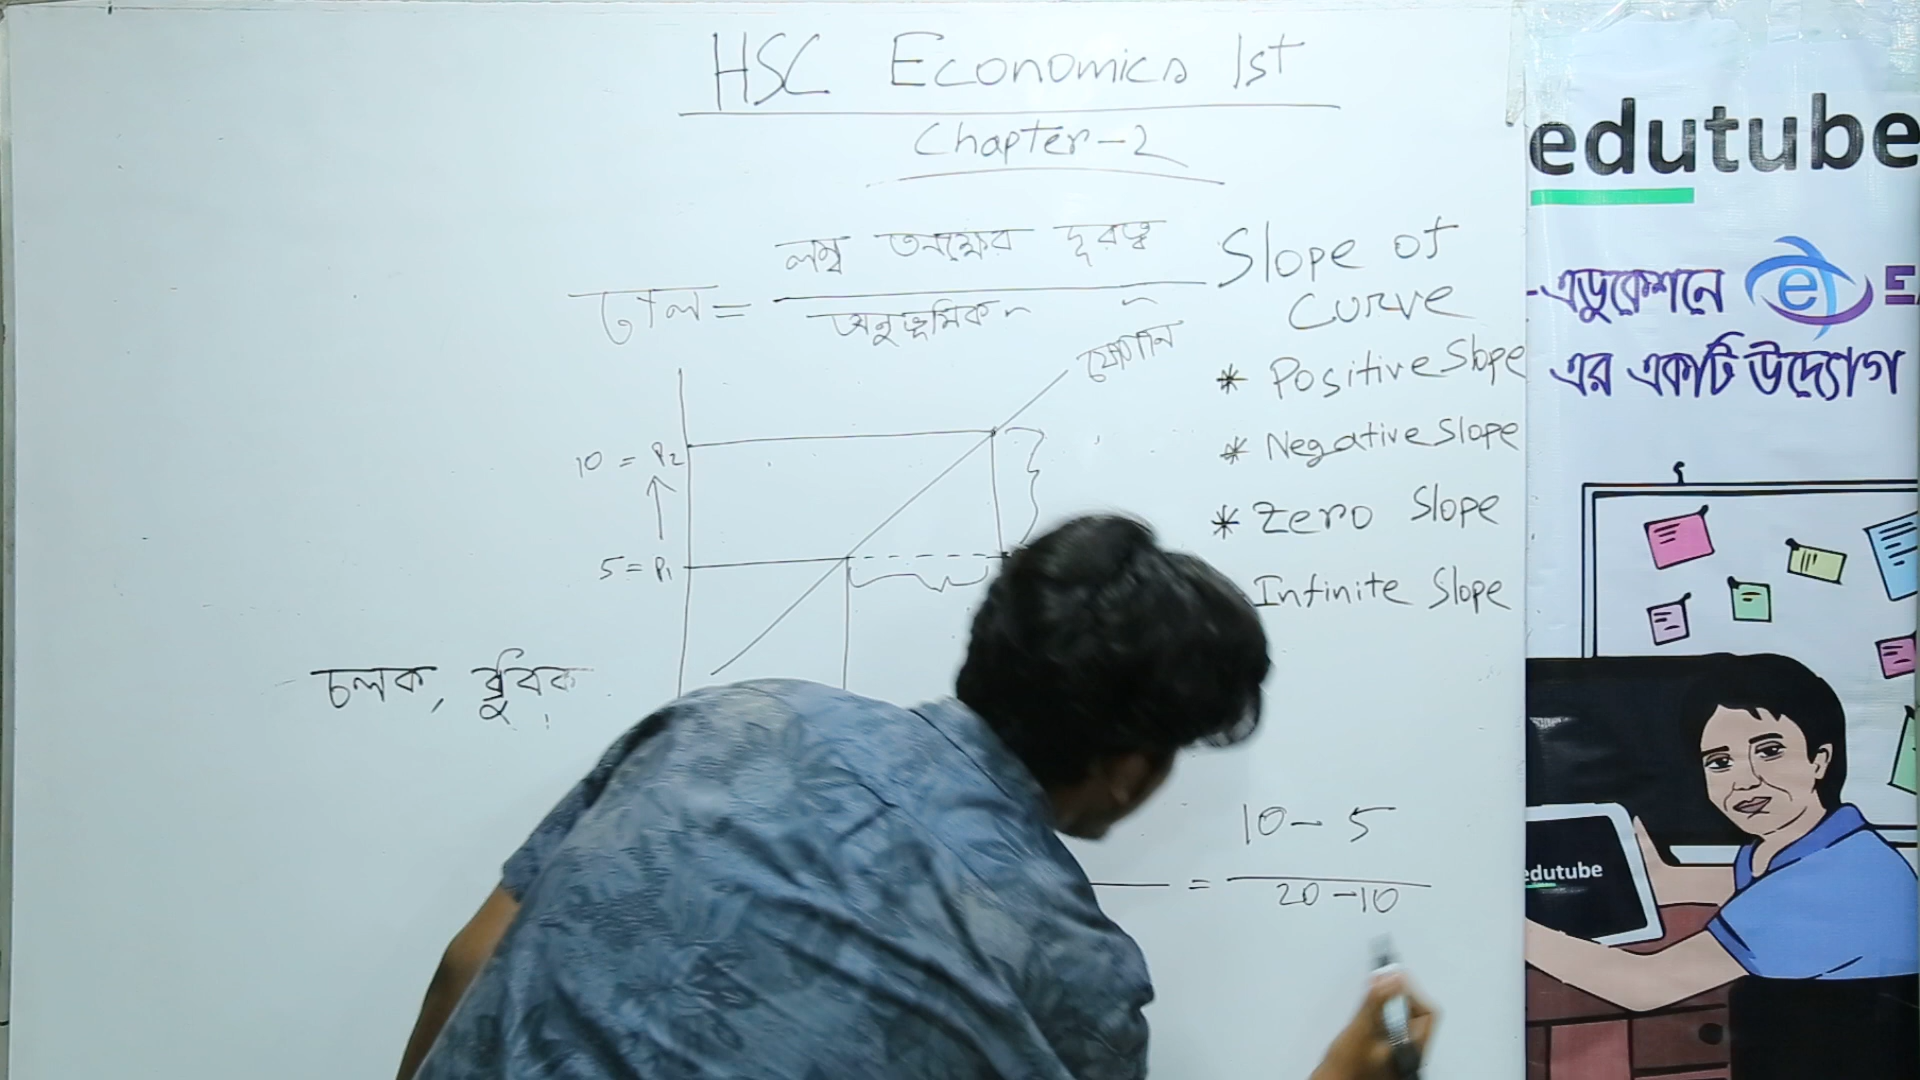 HSC Economics 1st
Chapter-2
লম্ব অক্ষের দূরত্ব
ঢাল =
অনুভূমিক "
"
Slope of
curve
যোগান
* Positive Slope
* Negative Slope
* Zero Slope
Infinite Slope
10 = P2
5 = P1
চলক, ধ্রুবক
10 - 5
=
20 - 10
edutube
-এডুকেশনে e E
এর একটি উদ্যোগ
edutube